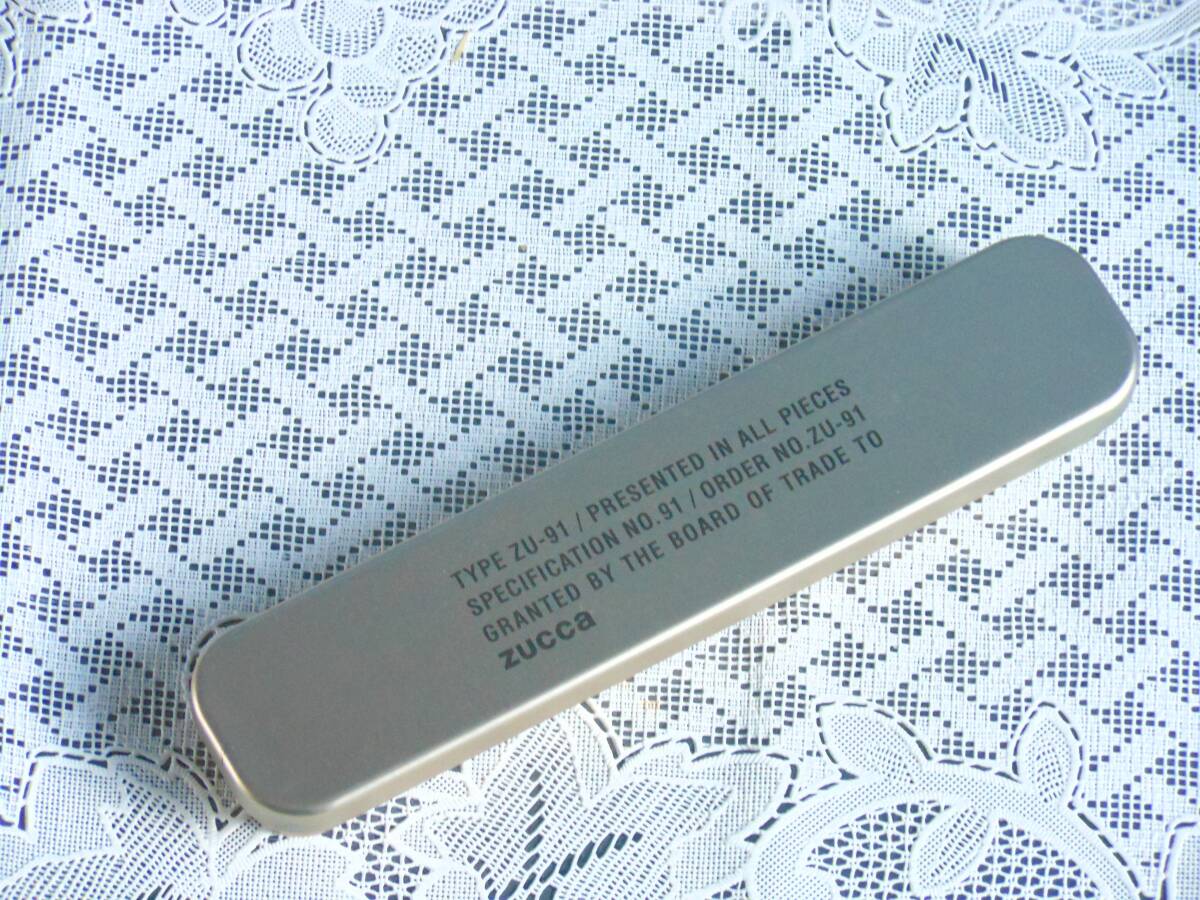 TYPE ZU-91 / PRESENTED IN ALL PIECES
SPECIFICATION NO.91 / ORDER NO.ZU-91
GRANTED BY THE BOARD OF TRADE TO
zucca